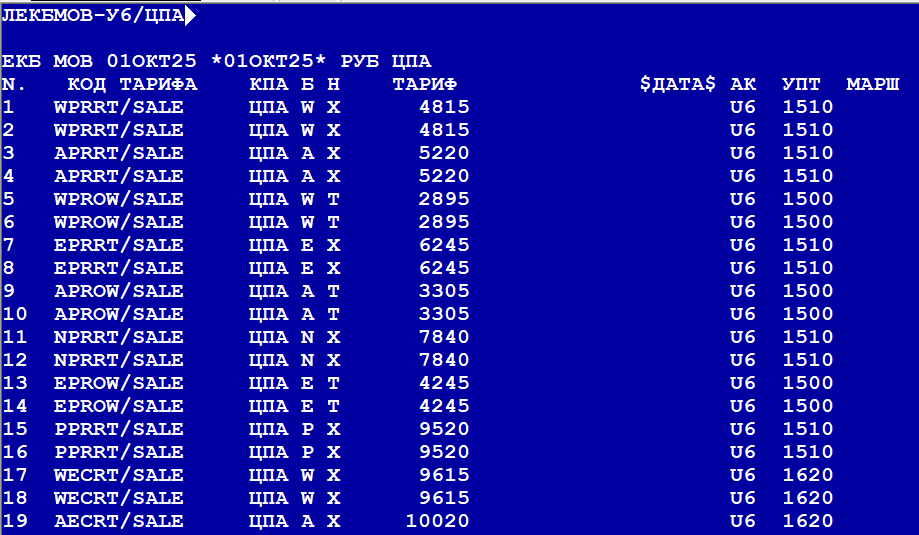 ЛЕКБМОВ-У6/ЦПА
ЕКБ МОВ 01ОКТ25 *01ОКТ25* РУБ ЦПА
N. КОД ТАРИФА КПА Б Н ТАРИФ $ДАТА$ АК УПТ МАРШ
1 WPRRT/SALE ЦПА W X 4815 U6 1510
2 WPRRT/SALE ЦПА W X 4815 U6 1510
3 APRRT/SALE ЦПА A X 5220 U6 1510
4 APRRT/SALE ЦПА A X 5220 U6 1510
5 WPROW/SALE ЦПА W T 2895 U6 1500
6 WPROW/SALE ЦПА W T 2895 U6 1500
7 EPRRT/SALE ЦПА E X 6245 U6 1510
8 EPRRT/SALE ЦПА E X 6245 U6 1510
9 APROW/SALE ЦПА A T 3305 U6 1500
10 APROW/SALE ЦПА A T 3305 U6 1500
11 NPRRT/SALE ЦПА N X 7840 U6 1510
12 NPRRT/SALE ЦПА N X 7840 U6 1510
13 EPROW/SALE ЦПА E T 4245 U6 1500
14 EPROW/SALE ЦПА E T 4245 U6 1500
15 PPRRT/SALE ЦПА P X 9520 U6 1510
16 PPRRT/SALE ЦПА P X 9520 U6 1510
17 WECRT/SALE ЦПА W X 9615 U6 1620
18 WECRT/SALE ЦПА W X 9615 U6 1620
19 AECRT/SALE ЦПА A X 10020 U6 1620